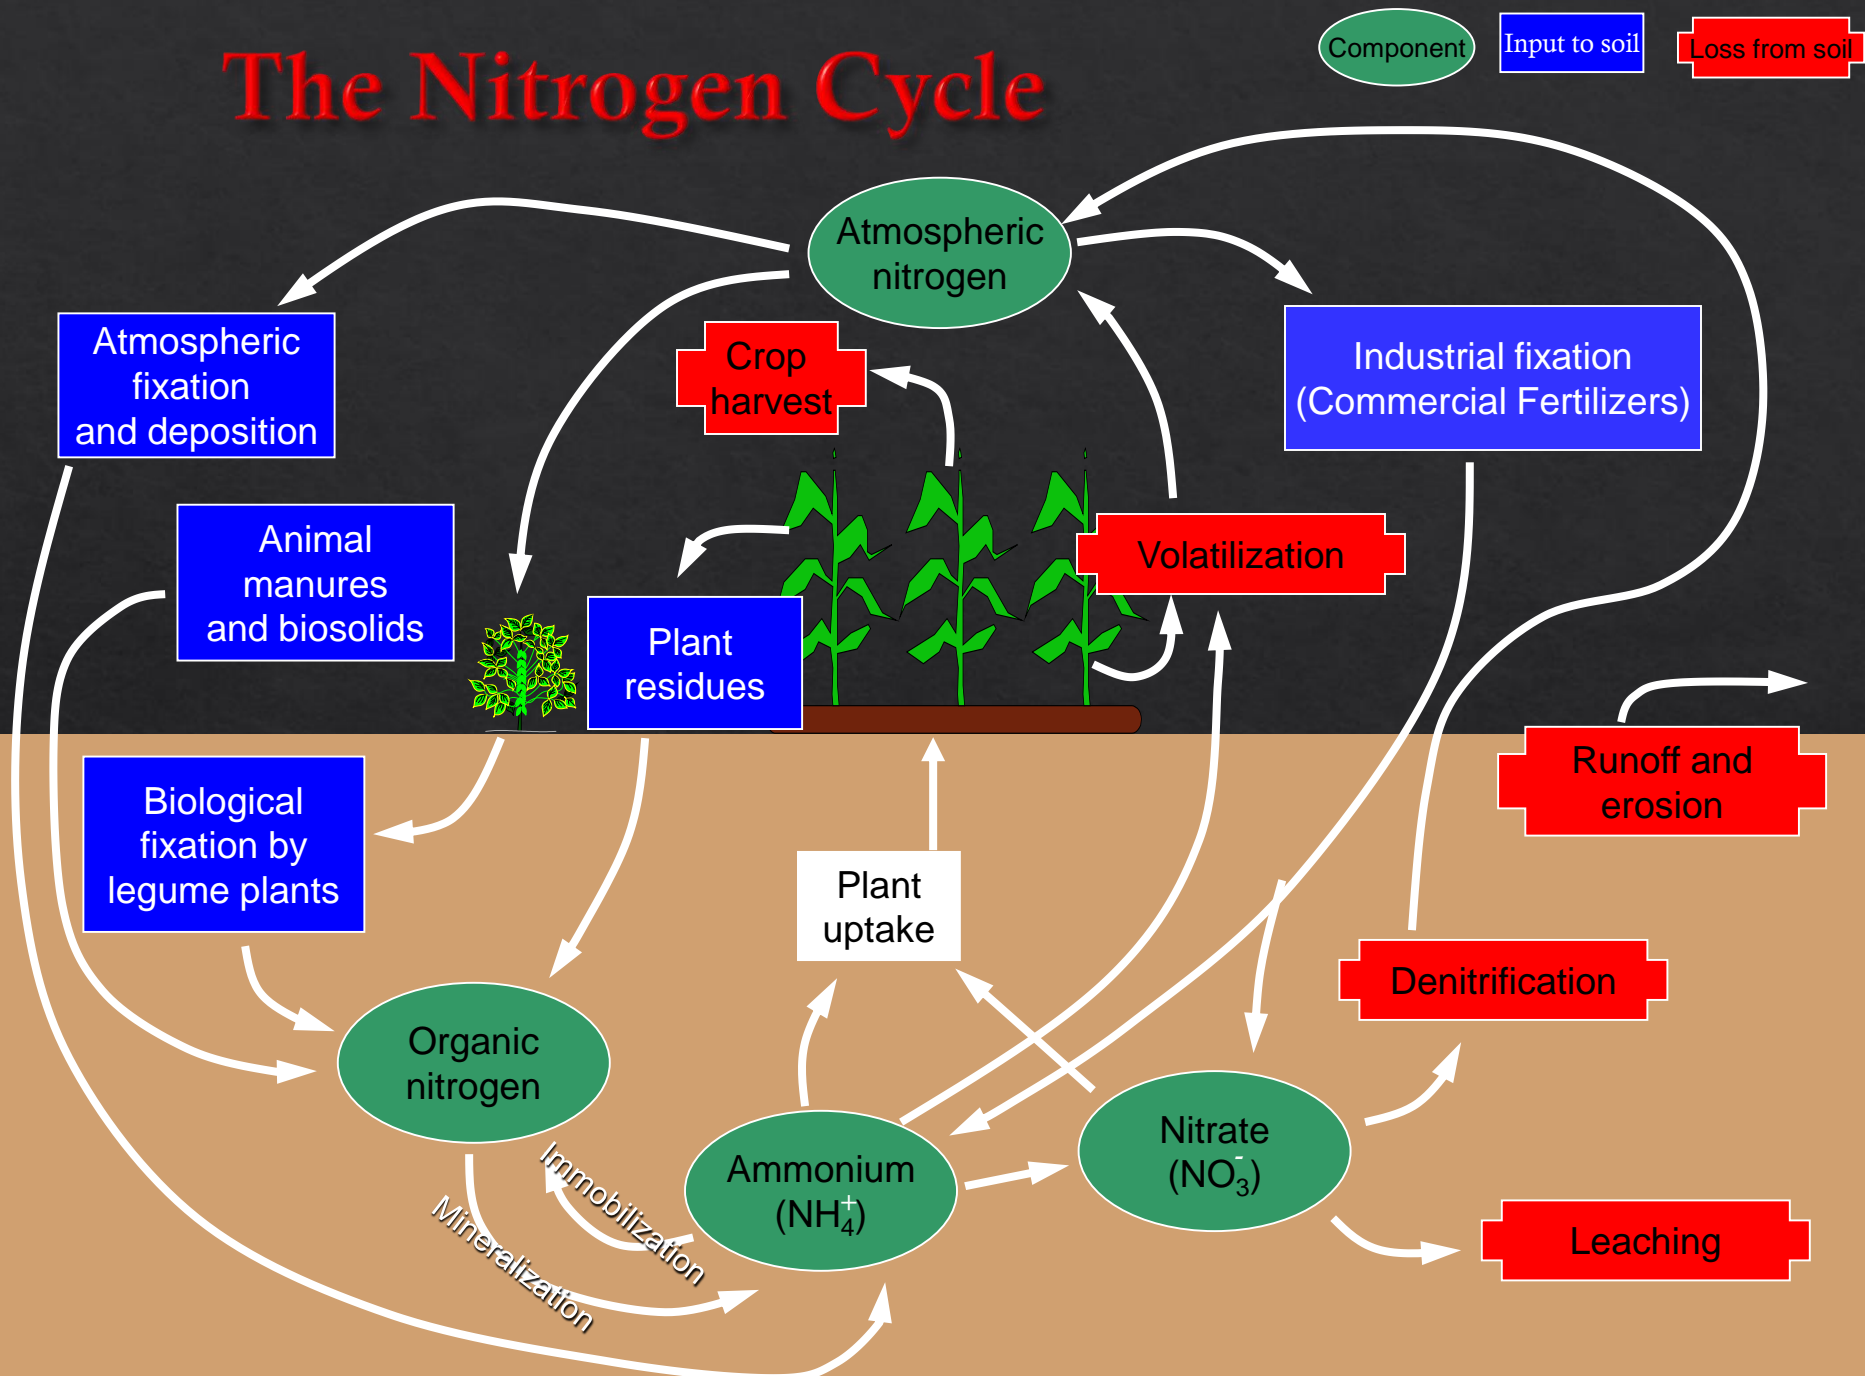 Component
Input to soil
Loss from soil
The Nitrogen Cycle
Atmospheric
nitrogen
Atmospheric
fixation
and deposition
Crop
harvest
Industrial fixation
(Commercial Fertilizers)
Animal
manures
and biosolids
Volatilization
Plant
residues
Runoff and
erosion
Biological
fixation by
legume plants
Plant
uptake
Denitrification
Organic
nitrogen
Ammonium
(NH₄⁺)
Nitrate
(NO₃⁻)
Immobilization
Mineralization
Leaching